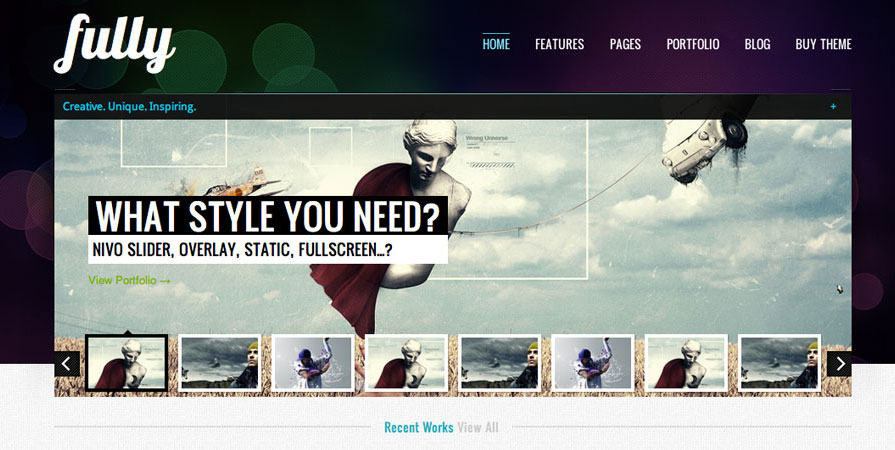 fully
HOME FEATURES PAGES PORTFOLIO BLOG BUY THEME
Creative. Unique. Inspiring. +
Wrong Universe
WHAT STYLE YOU NEED?
NIVO SLIDER, OVERLAY, STATIC, FULLSCREEN...?
View Portfolio →
Recent Works View All